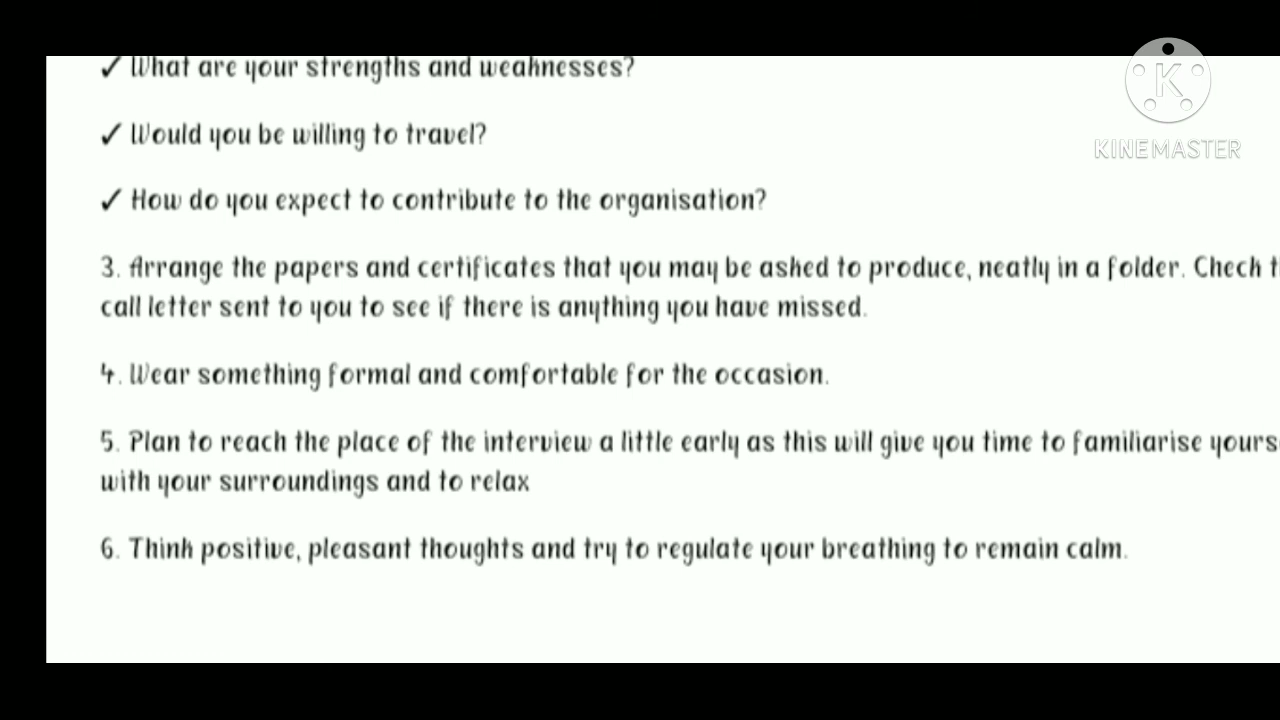 ✓ What are your strengths and weaknesses?
✓ Would you be willing to travel?
✓ How do you expect to contribute to the organisation?
3. Arrange the papers and certificates that you may be asked to produce, neatly in a folder. Check
call letter sent to you to see if there is anything you have missed.
4. Wear something formal and comfortable for the occasion.
5. Plan to reach the place of the interview a little early as this will give you time to familiarise
with your surroundings and to relax
6. Think positive, pleasant thoughts and try to regulate your breathing to remain calm.
K
KINEMASTER